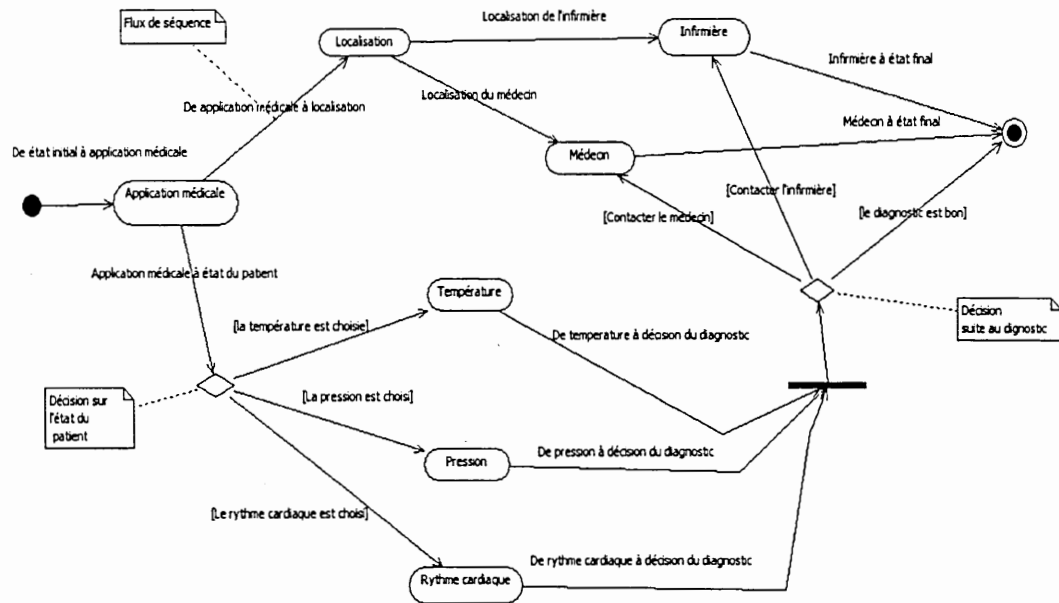 Flux de séquence
Localisation de l'infirmière
Localisation
Infirmière
Infirmière à état final
De application médicale à localisation
Localisation du médecin
Médecin à état final
De état initial à application médicale
Médecin
Application médicale
[Contacter l'infirmière]
[Contacter le médecin]
[le diagnostic est bon]
Application médicale à état du patient
Température
[la température est choisie]
De temperature à décision du diagnostic
Décision
suite au dignostic
Décision sur
l'état du
patient
[La pression est choisi]
Pression
De pression à décision du diagnostic
[Le rythme cardiaque est choisi]
De rythme cardiaque à décision du diagnostic
Rythme cardiaque